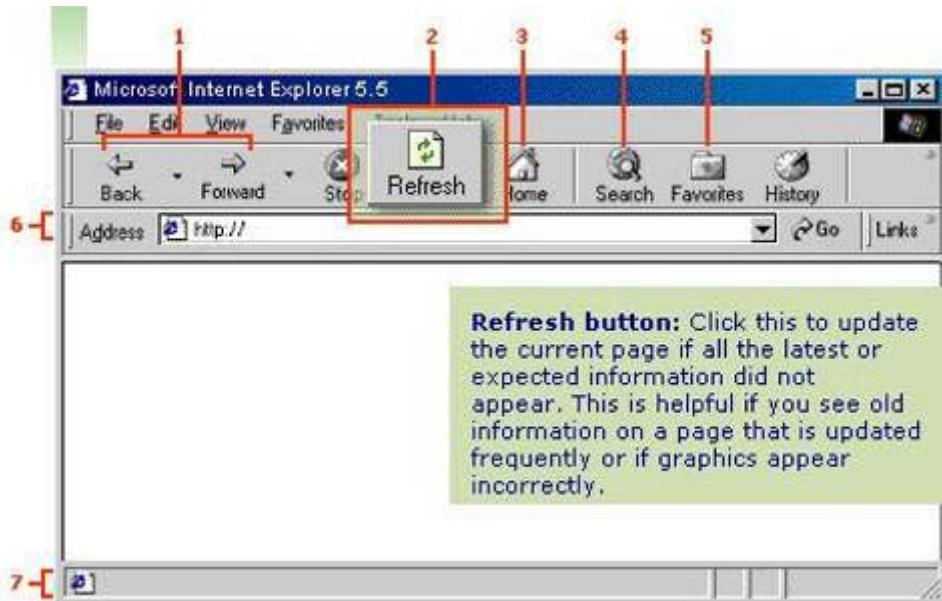 1 2 3 4 5
Microsoft Internet Explorer 5.5
File Edit View Favorites
Back Forward Stop Refresh Home Search Favorites History
6 Address http:// Go Links
Refresh button: Click this to update
the current page if all the latest or
expected information did not
appear. This is helpful if you see old
information on a page that is updated
frequently or if graphics appear
incorrectly.
7